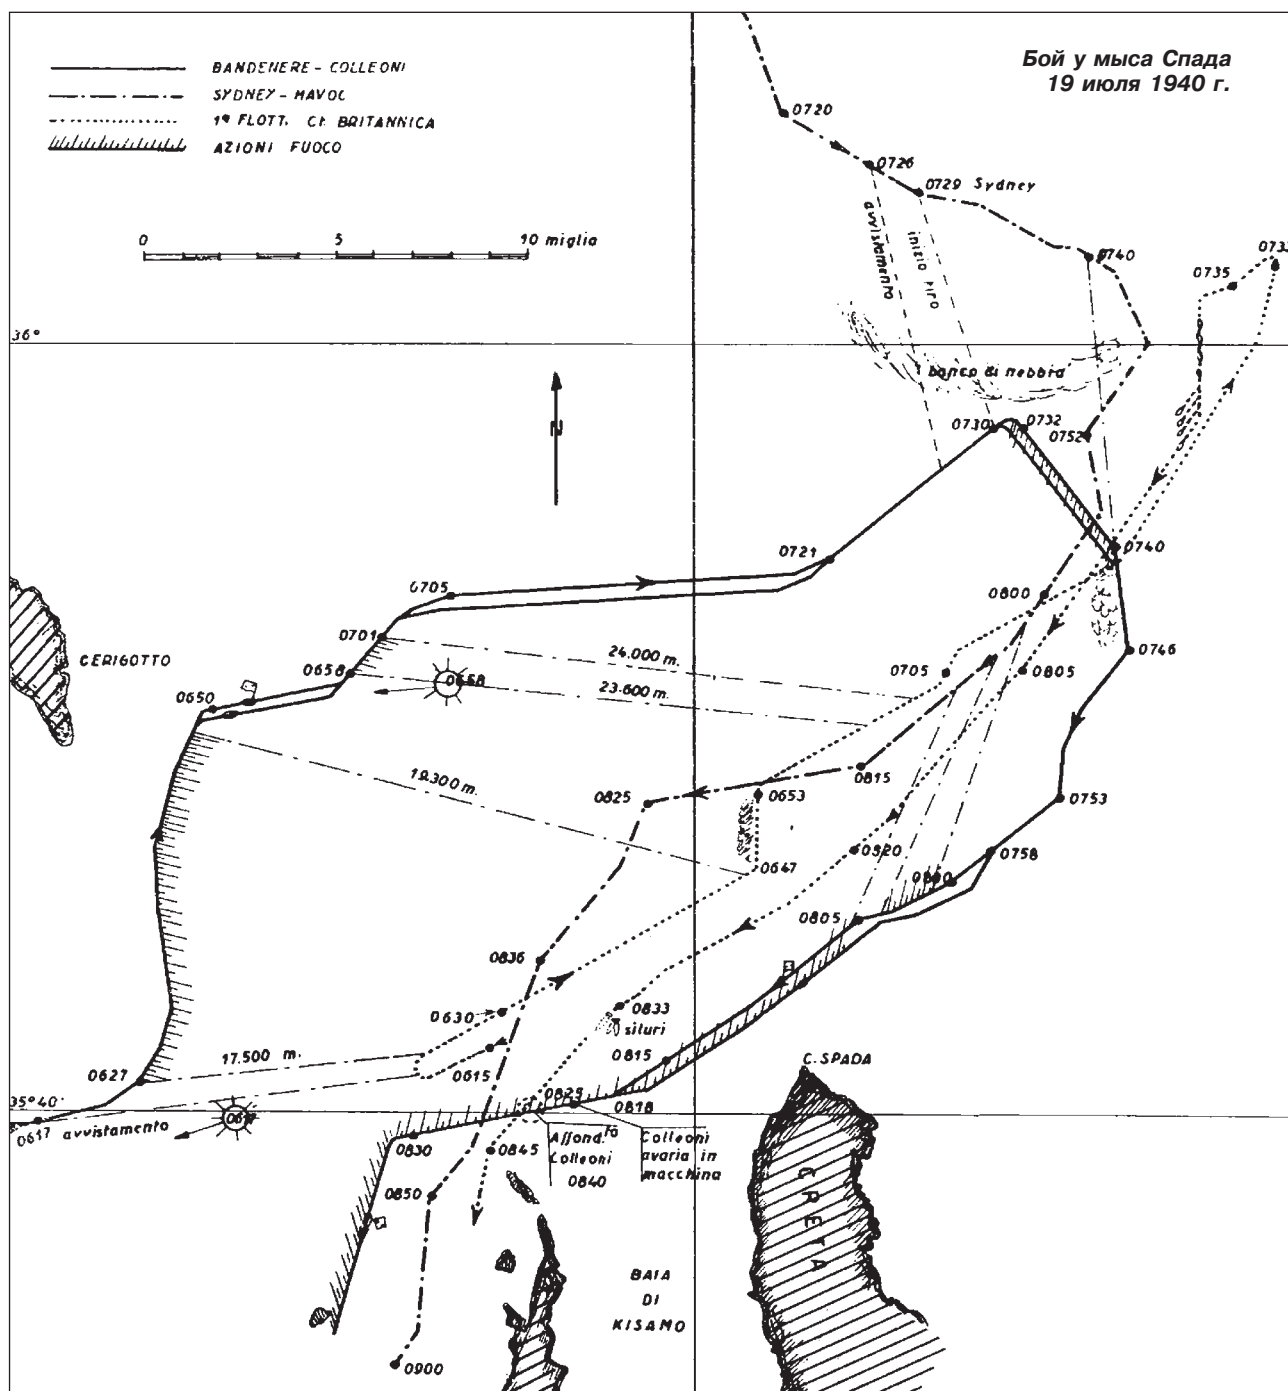 Бой у мыса Спада
19 июля 1940 г.
BANDENERE - COLLEONI
SYDNEY - HAVOC
1ª FLOTT. Ct. BRITANNICA
AZIONI FUOCO
0
5
10 miglia
0720
0726
0729 Sydney
avvistamento
inizio tiro
0740
0735
0733
36°
banco di nebbia
N
0730
0732
0752
0740
0721
0705
0800
0701
CERIGOTTO
24.000 m.
0746
0658
0658
23.600 m.
0705
0805
0650
19.300 m.
0815
0825
0653
0753
0820
0758
0647
0800
0805
0836
0630
0833
siluri
17.500 m.
0615
0815
C. SPADA
0627
0825
0818
35°40'
0617
avvistamento
0617
0830
0845
Affond.to
Colleoni
0840
Colleoni
avaria in
macchina
0850
CRETA
BAIA
DI
KISAMO
0900